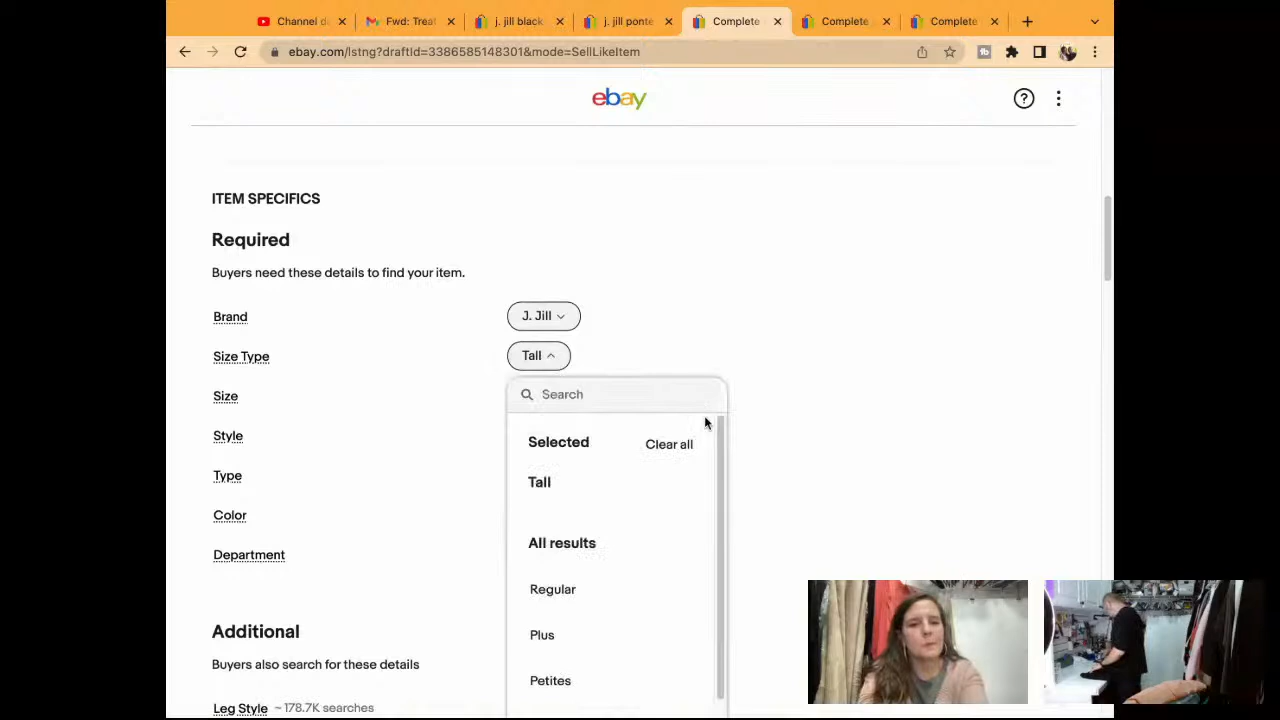 Channel da
Fwd: Treat
j. jill black
j. jill ponte
Complete
Complete
Complete
ebay.com/lstng?draftId=3386585148301&mode=SellLikeItem
ebay
ITEM SPECIFICS
Required
Buyers need these details to find your item.
Brand
J. Jill
Size Type
Tall
Size
Search
Style
Selected
Clear all
Type
Tall
Color
All results
Department
Regular
Additional
Plus
Buyers also search for these details
Petites
Leg Style ~ 178.7K searches